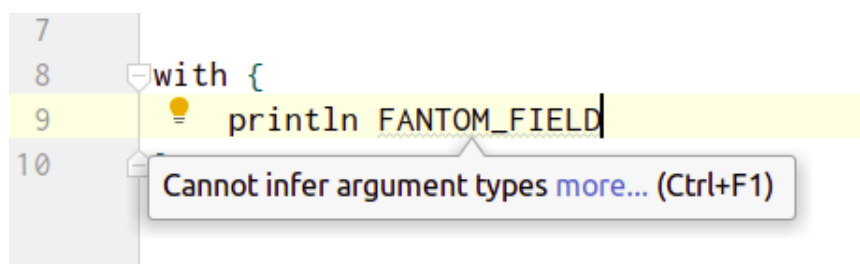 7
8 with {
9 println FANTOM_FIELD
10
Cannot infer argument types more... (Ctrl+F1)